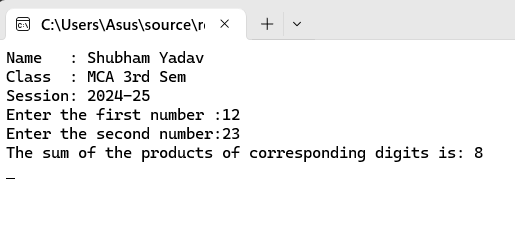 C:\Users\Asus\source\r
Name   : Shubham Yadav
Class  : MCA 3rd Sem
Session: 2024-25
Enter the first number :12
Enter the second number:23
The sum of the products of corresponding digits is: 8